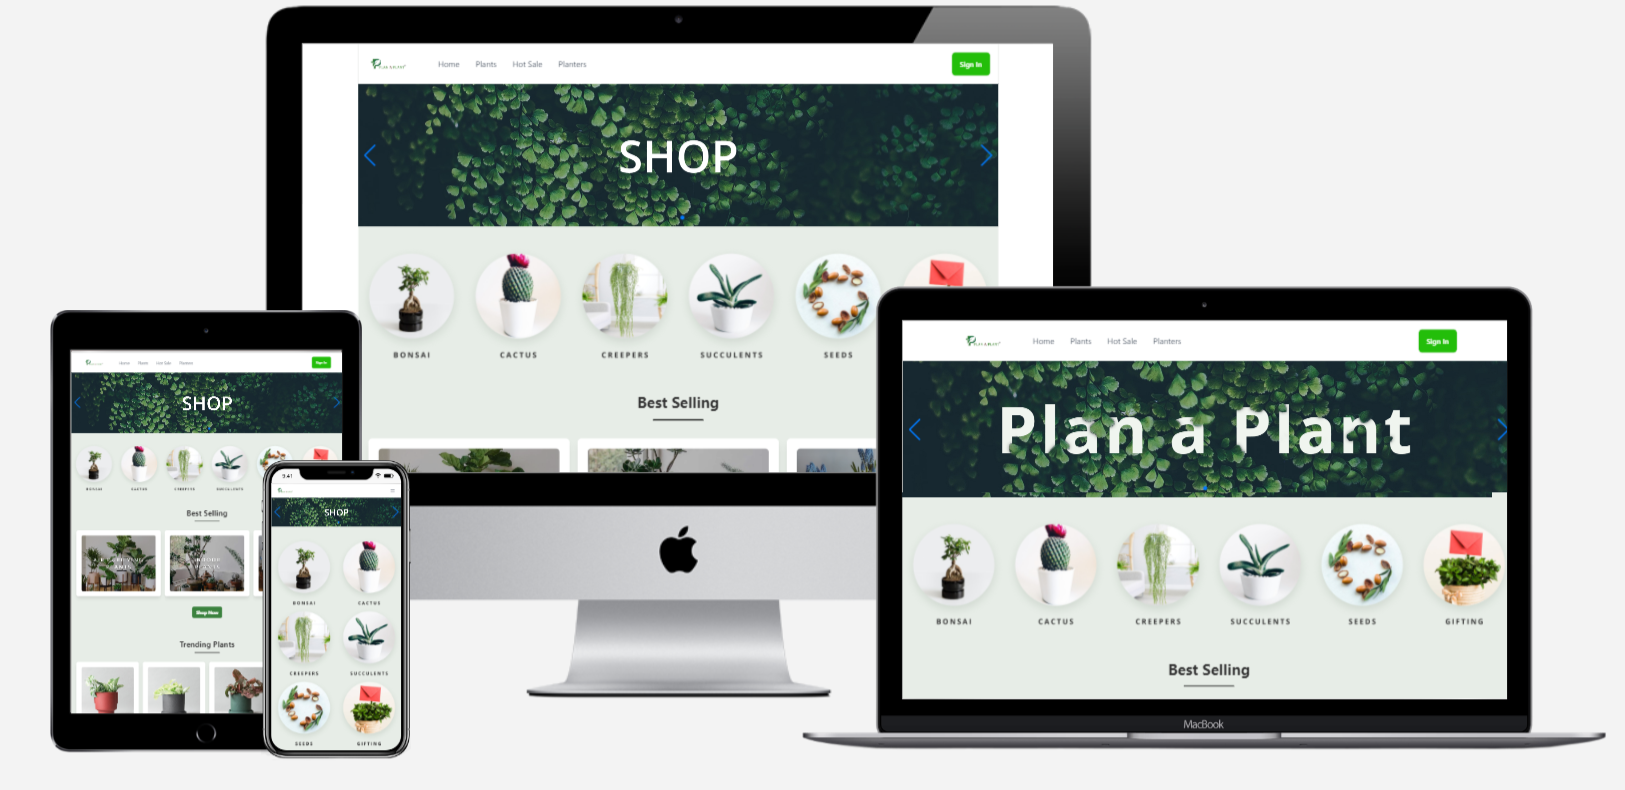 Home Plants Hot Sale Planters Sign In
SHOP
BONSAI CACTUS CREEPERS SUCCULENTS SEEDS
Best Selling
Home Plants Hot Sale Planters Sign In
SHOP
BONSAI CACTUS CREEPERS SUCCULENTS
Best Selling
PLANTS
PLANTS
Shop Now
Trending Plants
9:41
SHOP
BONSAI CACTUS
CREEPERS SUCCULENTS
SEEDS GIFTING
Home Plants Hot Sale Planters Sign In
Plan a Plant
BONSAI CACTUS CREEPERS SUCCULENTS SEEDS GIFTING
Best Selling
MacBook